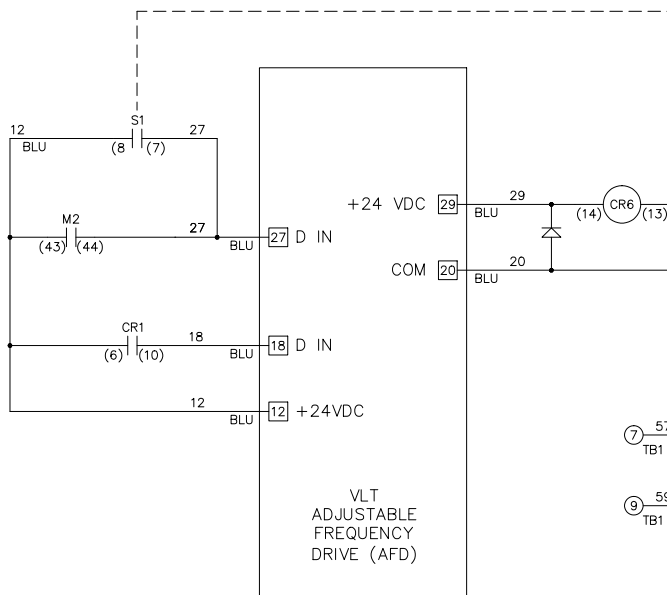 S1
12
27
BLU
(8
(7)
29
+24 VDC
29
BLU
(14)
CR6
(13)
M2
27
(43)
(44)
BLU
27
D IN
20
COM
20
BLU
CR1
18
(6)
(10)
BLU
18
D IN
12
BLU
12
+24VDC
57
7
TB1
VLT
ADJUSTABLE
FREQUENCY
DRIVE (AFD)
59
9
TB1